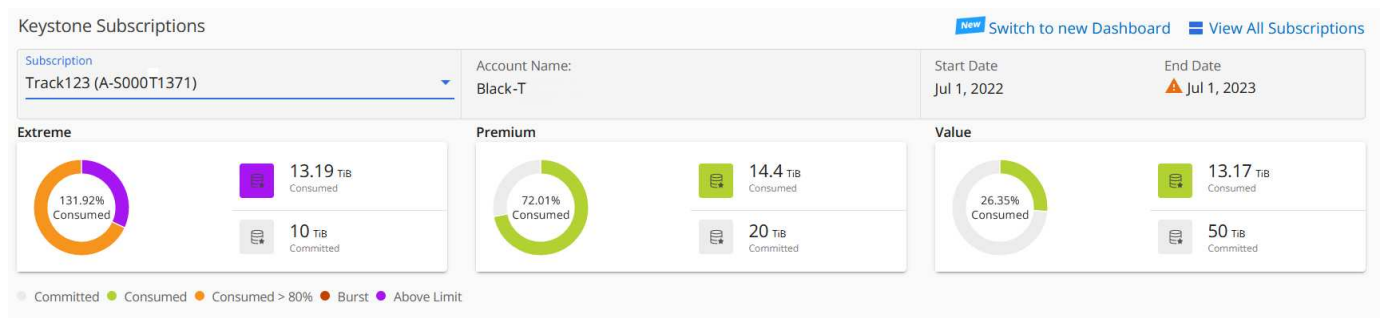 Keystone Subscriptions
New Switch to new Dashboard View All Subscriptions
Subscription
Track123 (A-S000T1371)
Account Name:
Black-T
Start Date
Jul 1, 2022
End Date
Jul 1, 2023
Extreme
131.92%
Consumed
13.19 TiB
Consumed
10 TiB
Committed
Premium
72.01%
Consumed
14.4 TiB
Consumed
20 TiB
Committed
Value
26.35%
Consumed
13.17 TiB
Consumed
50 TiB
Committed
Committed Consumed Consumed > 80% Burst Above Limit